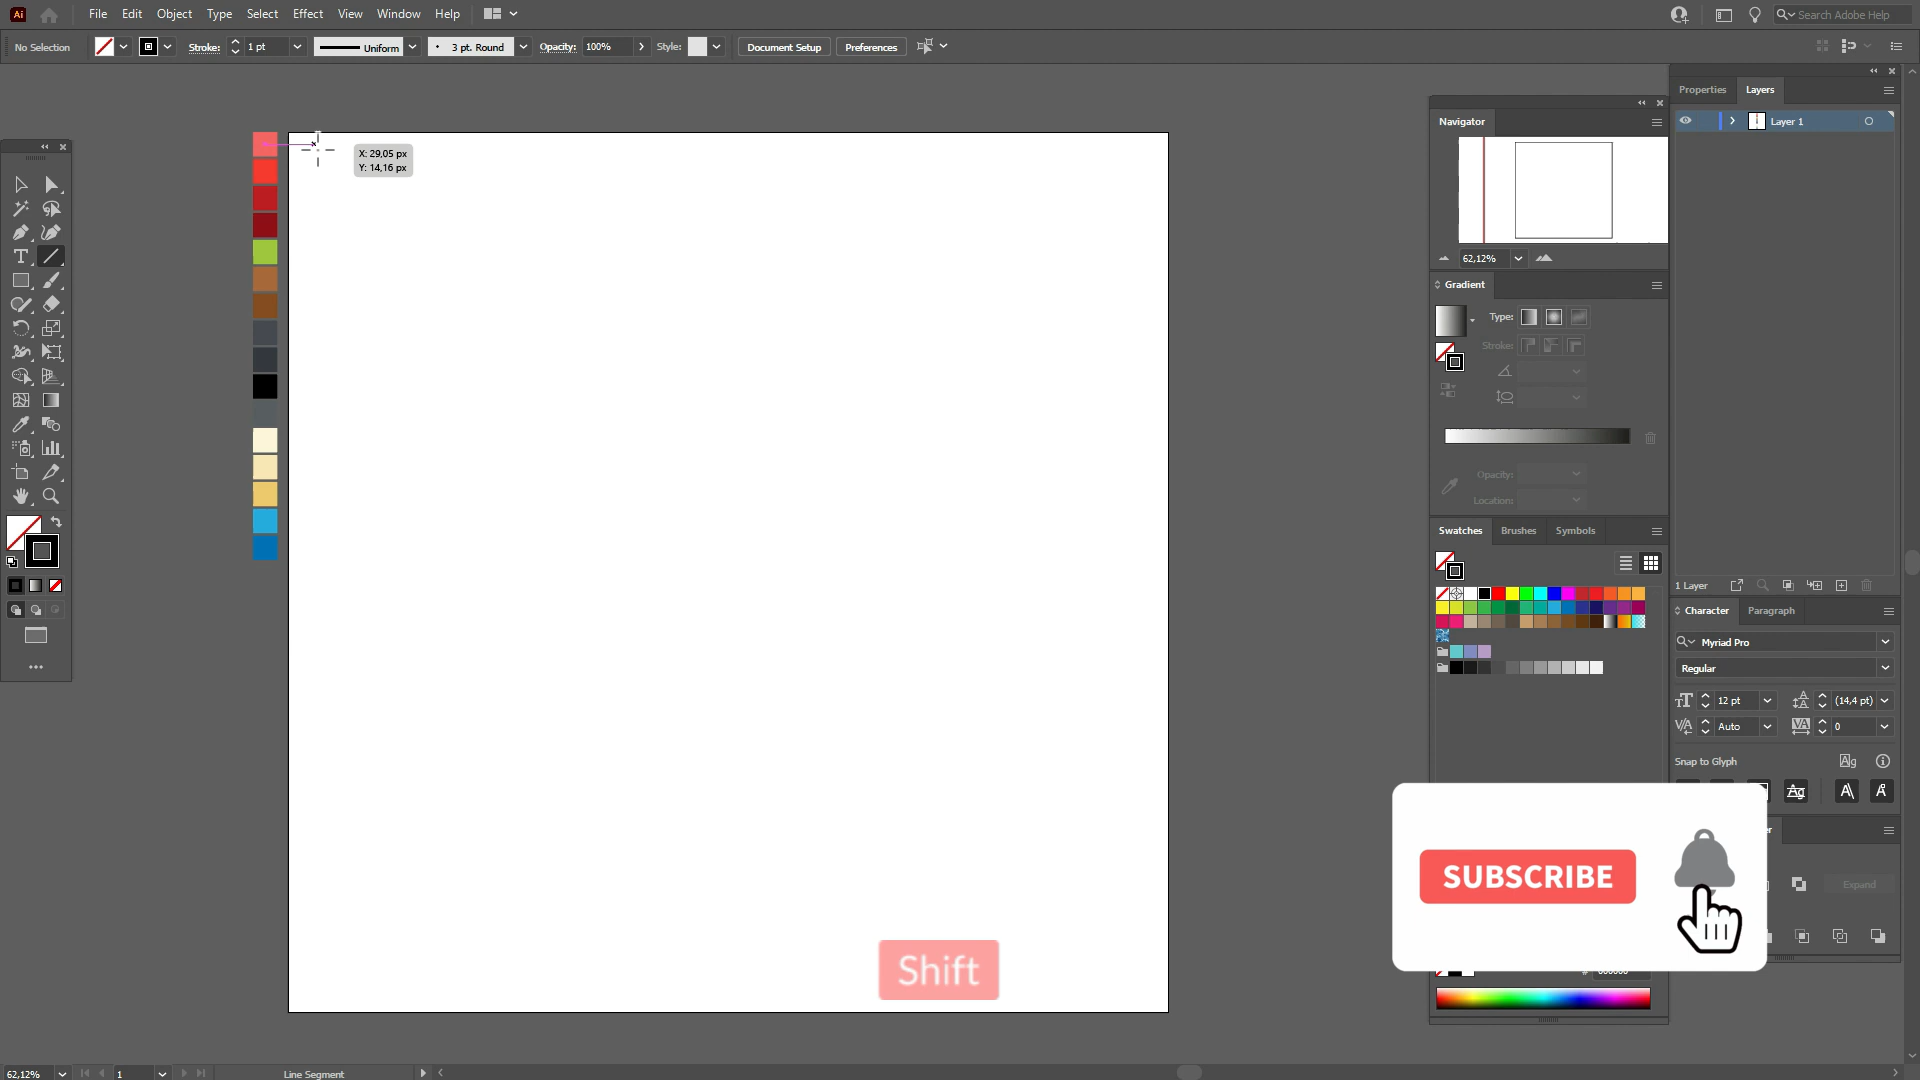 Ai File Edit Object Type Select Effect View Window Help Search Adobe Help
No Selection Stroke: 1 pt Uniform 3 pt. Round Opacity: 100% Style: Document Setup Preferences
Properties Layers
Layer 1
Navigator
62,12%
X: 29,05 px
Y: 14,16 px
Gradient
Type:
Stroke:
Opacity:
Location:
Swatches Brushes Symbols
1 Layer
Character Paragraph
Myriad Pro
Regular
12 pt (14,4 pt)
Auto 0
Snap to Glyph
Expand
SUBSCRIBE
Shift
62,12% 1 Line Segment